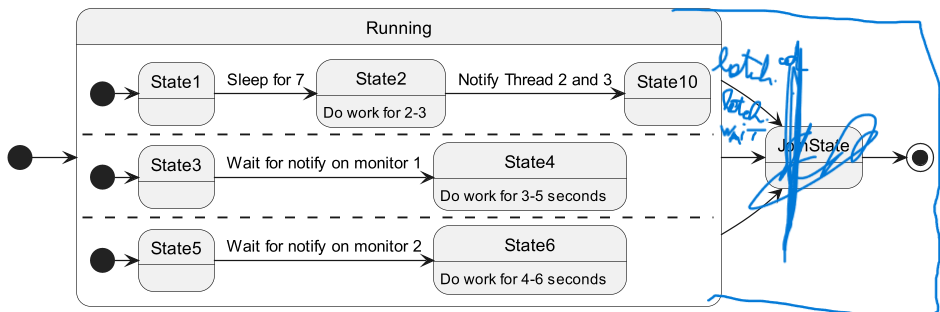 Running
State1
Sleep for 7
State2
Do work for 2-3
Notify Thread 2 and 3
State10
State3
Wait for notify on monitor 1
State4
Do work for 3-5 seconds
State5
Wait for notify on monitor 2
State6
Do work for 4-6 seconds
latch.
latch.
WAIT
JoinState